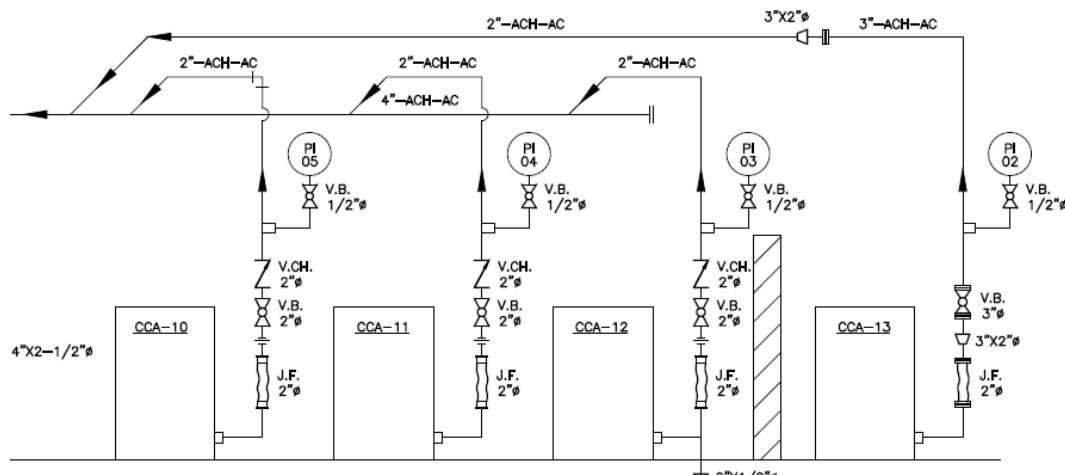 2"-ACH-AC
3"X2"ø
3"-ACH-AC
2"-ACH-AC
2"-ACH-AC
2"-ACH-AC
4"-ACH-AC
PI
05
PI
04
PI
03
PI
02
V.B.
1/2"ø
V.B.
1/2"ø
V.B.
1/2"ø
V.B.
1/2"ø
V.CH.
2"ø
V.CH.
2"ø
V.CH.
2"ø
V.B.
2"ø
V.B.
2"ø
V.B.
2"ø
V.B.
3"ø
CCA-10
CCA-11
CCA-12
CCA-13
4"X2-1/2"ø
3"X2"ø
J.F.
2"ø
J.F.
2"ø
J.F.
2"ø
J.F.
2"ø